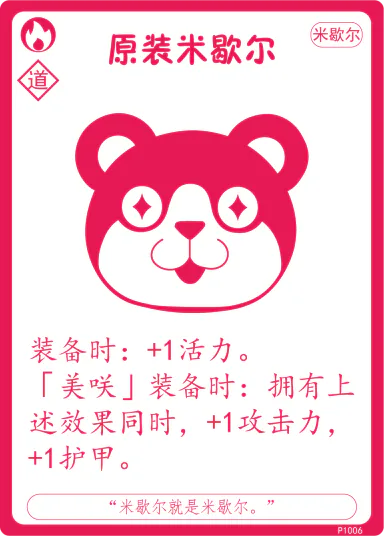 原装米歇尔
米歇尔
道
装备时：+1活力。
「美咲」装备时：拥有上
述效果同时，+1攻击力，
+1护甲。
“米歇尔就是米歇尔。”
P1006